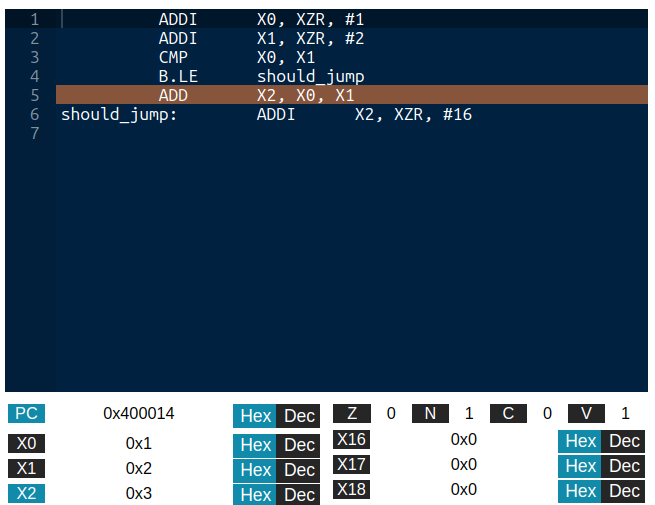 1 ADDI X0, XZR, #1
2 ADDI X1, XZR, #2
3 CMP X0, X1
4 B.LE should_jump
5 ADD X2, X0, X1
6 should_jump: ADDI X2, XZR, #16
7
PC 0x400014 Hex Dec Z 0 N 1 C 0 V 1
X0 0x1 Hex Dec X16 0x0 Hex Dec
X1 0x2 Hex Dec X17 0x0 Hex Dec
X2 0x3 Hex Dec X18 0x0 Hex Dec